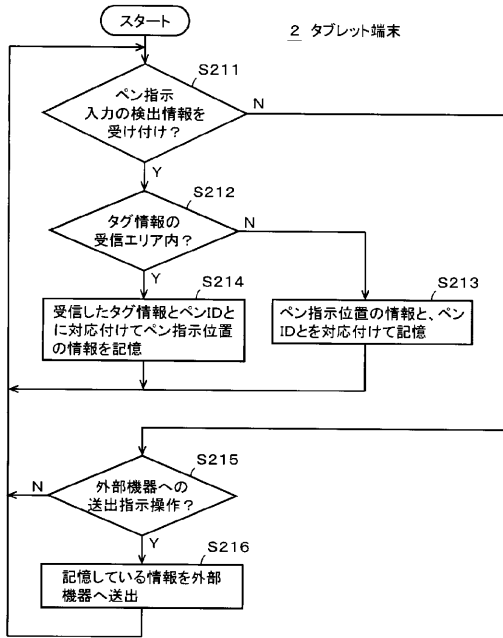 スタート
2 タブレット端末
S211
ペン指示
入力の検出情報を
受け付け？
N
Y
S212
タグ情報の
受信エリア内？
N
Y
S214
受信したタグ情報とペンIDと
に対応付けてペン指示位置
の情報を記憶
S213
ペン指示位置の情報と、ペン
IDとを対応付けて記憶
S215
外部機器への
送出指示操作？
N
Y
S216
記憶している情報を外部
機器へ送出